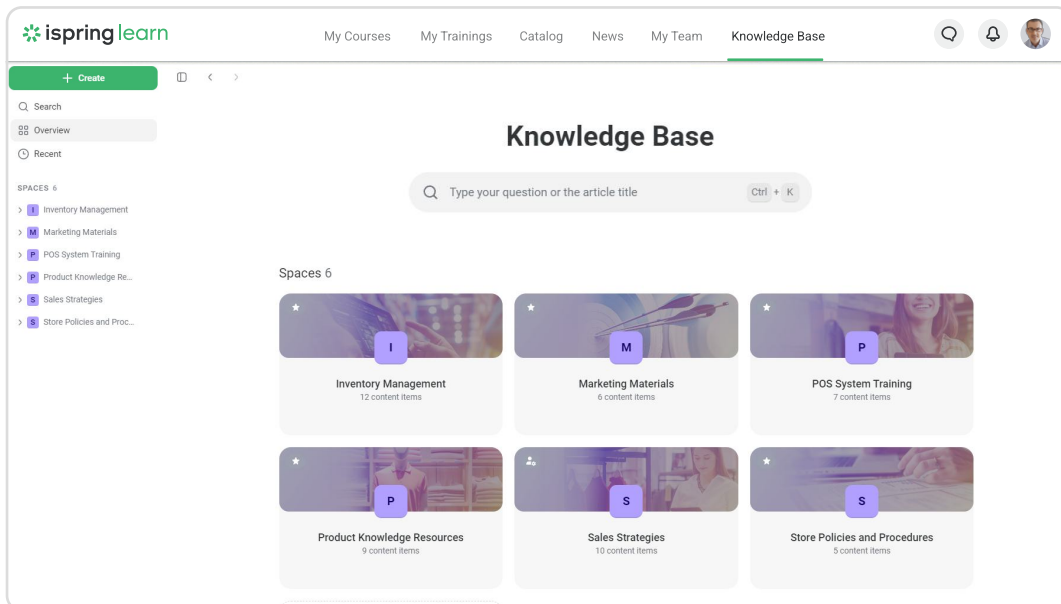 ispring learn
My Courses My Trainings Catalog News My Team Knowledge Base
+ Create
Search
Overview
Recent
SPACES 6
I Inventory Management
M Marketing Materials
P POS System Training
P Product Knowledge Re...
S Sales Strategies
S Store Policies and Proc...
Knowledge Base
Type your question or the article title Ctrl + K
Spaces 6
I
Inventory Management
12 content items
M
Marketing Materials
6 content items
P
POS System Training
7 content items
P
Product Knowledge Resources
9 content items
S
Sales Strategies
10 content items
S
Store Policies and Procedures
5 content items